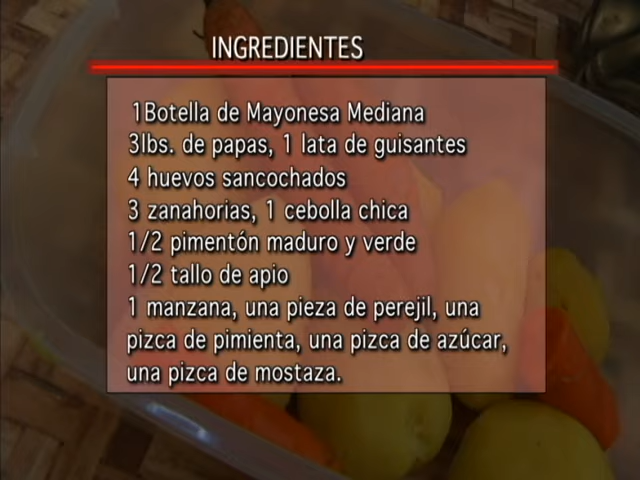 INGREDIENTES
1Botella de Mayonesa Mediana
3lbs. de papas, 1 lata de guisantes
4 huevos sancochados
3 zanahorias, 1 cebolla chica
1/2 pimentón maduro y verde
1/2 tallo de apio
1 manzana, una pieza de perejil, una
pizca de pimienta, una pizca de azúcar,
una pizca de mostaza.